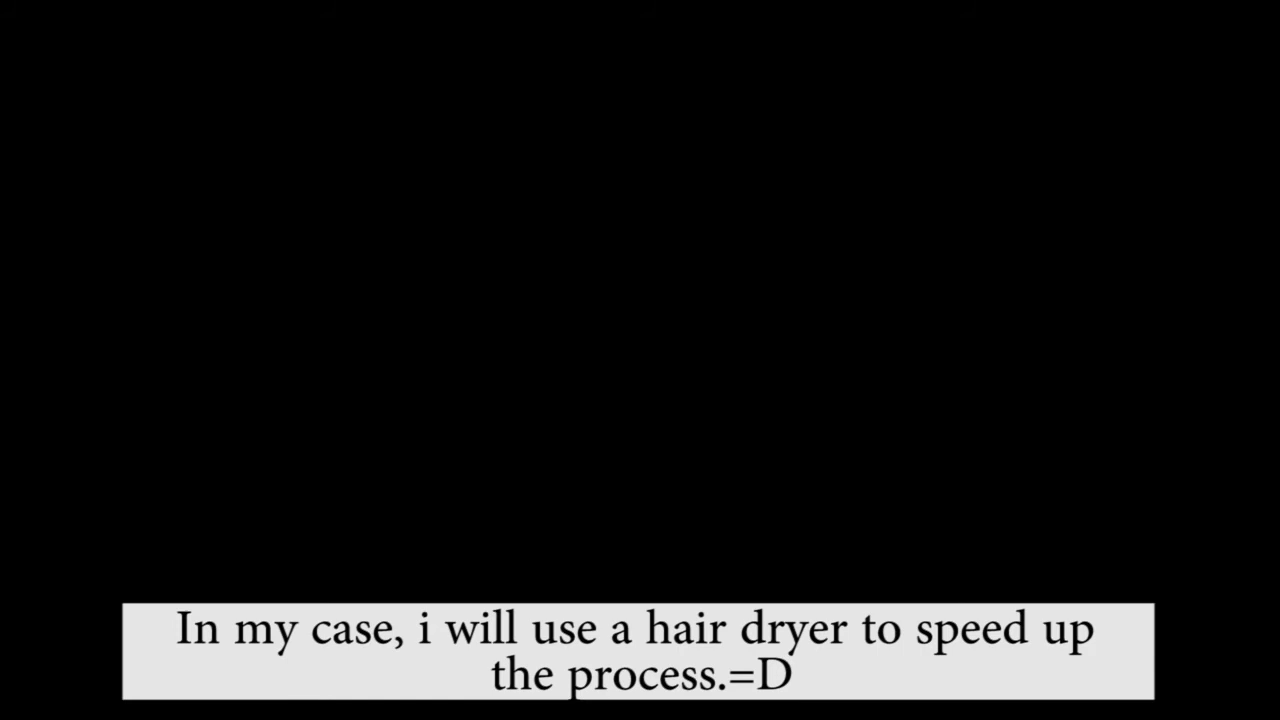 In my case, i will use a hair dryer to speed up
the process.=D